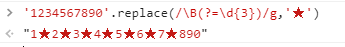 > '1234567890'.replace(/\B(?=\d{3})/g,'★')
< "1★2★3★4★5★6★7★890"